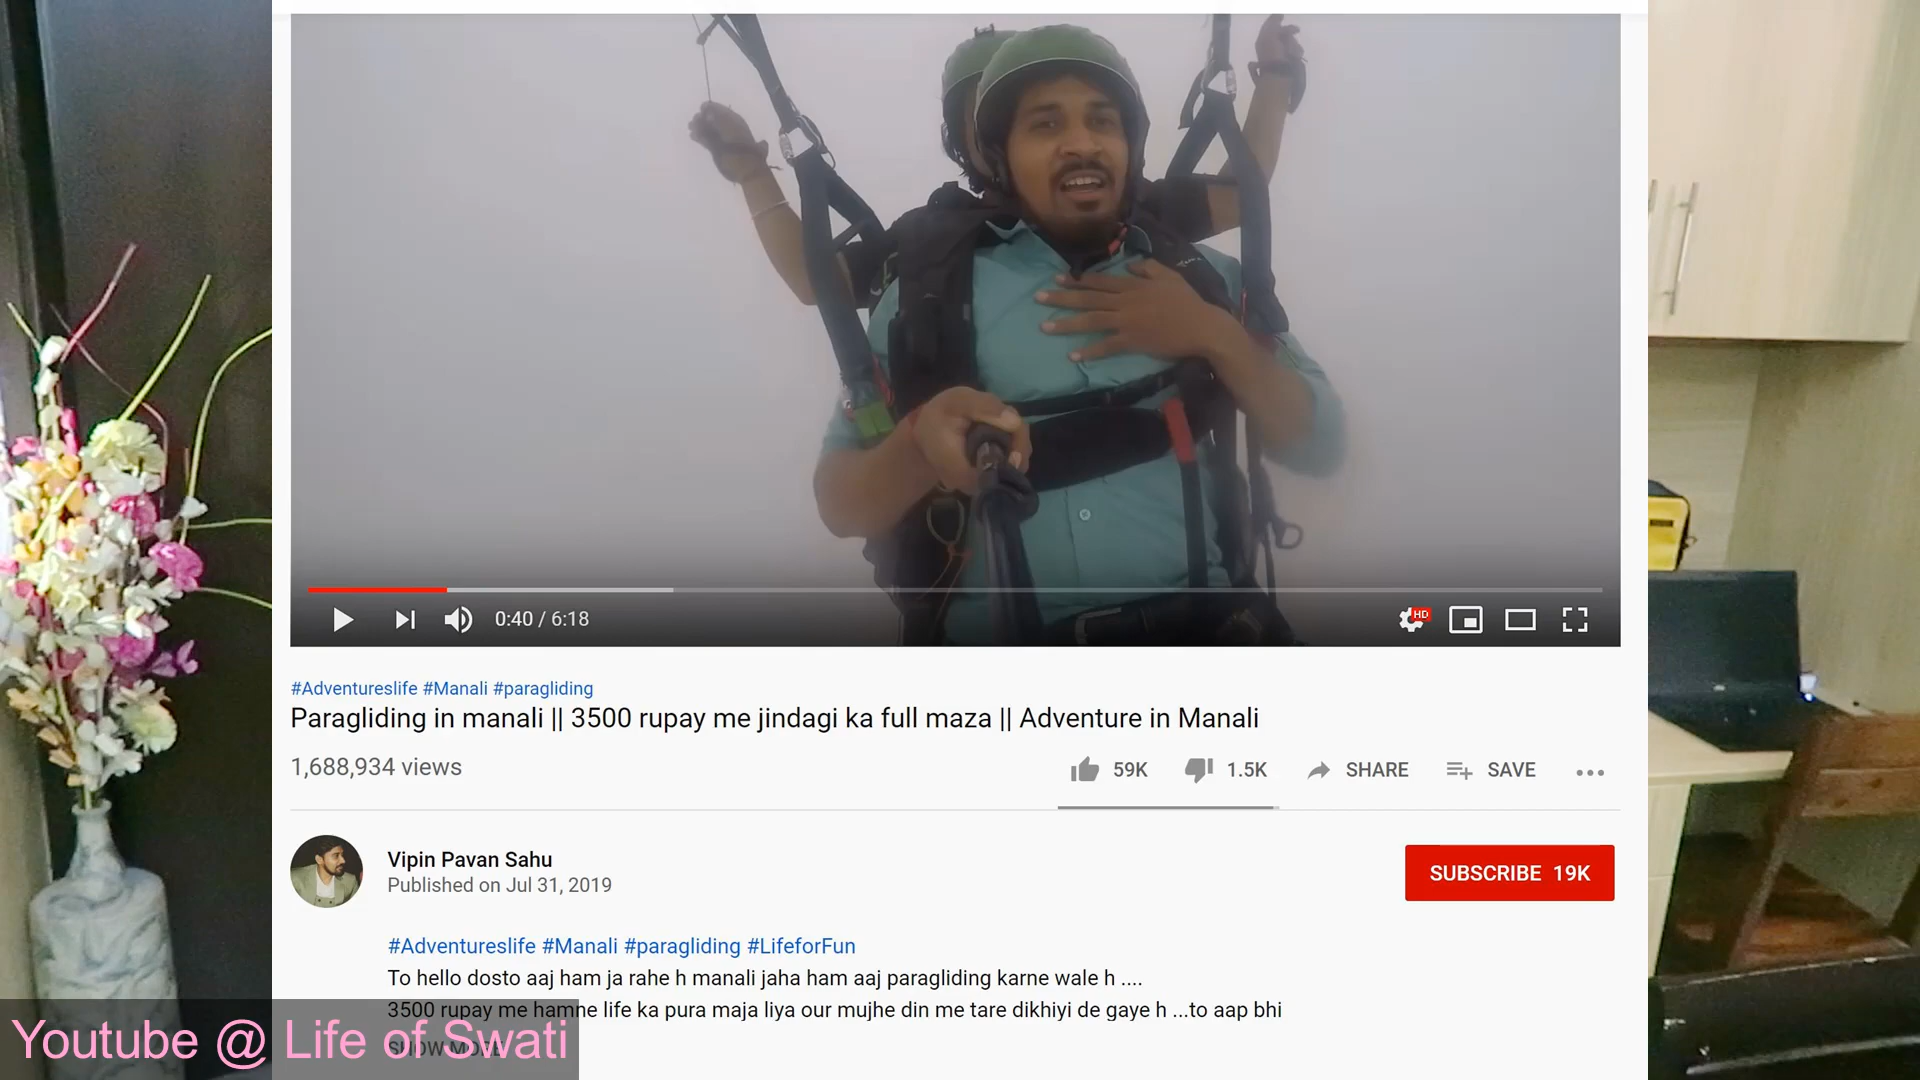 0:40 / 6:18
HD
#Adventureslife #Manali #paragliding
Paragliding in manali || 3500 rupay me jindagi ka full maza || Adventure in Manali
1,688,934 views
59K
1.5K
SHARE
SAVE
Vipin Pavan Sahu
Published on Jul 31, 2019
SUBSCRIBE 19K
#Adventureslife #Manali #paragliding #LifeforFun
To hello dosto aaj ham ja rahe h manali jaha ham aaj paragliding karne wale h ....
3500 rupay me hamne life ka pura maja liya our mujhe din me tare dikhiyi de gaye h ...to aap bhi
SHOW MORE
Youtube @ Life of Swati